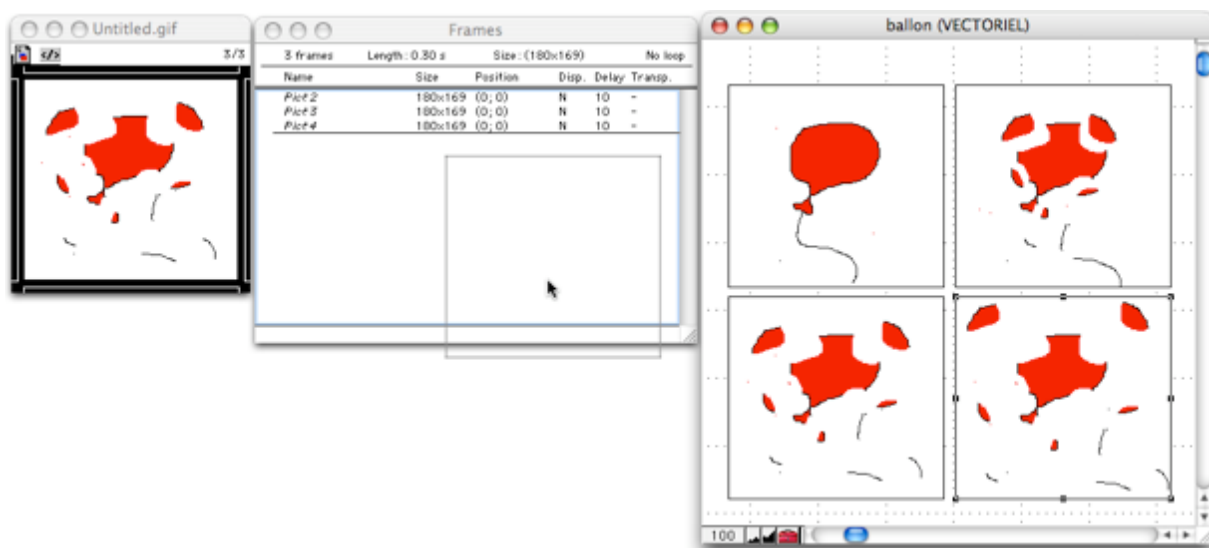 Untitled.gif
3/3
Frames
3 frames Length: 0.30 s Size: (180x169) No loop
Name Size Position Disp. Delay Transp.
Pict 2 180x169 (0; 0) N 10 -
Pict 3 180x169 (0; 0) N 10 -
Pict 4 180x169 (0; 0) N 10 -
ballon (VECTORIEL)
100